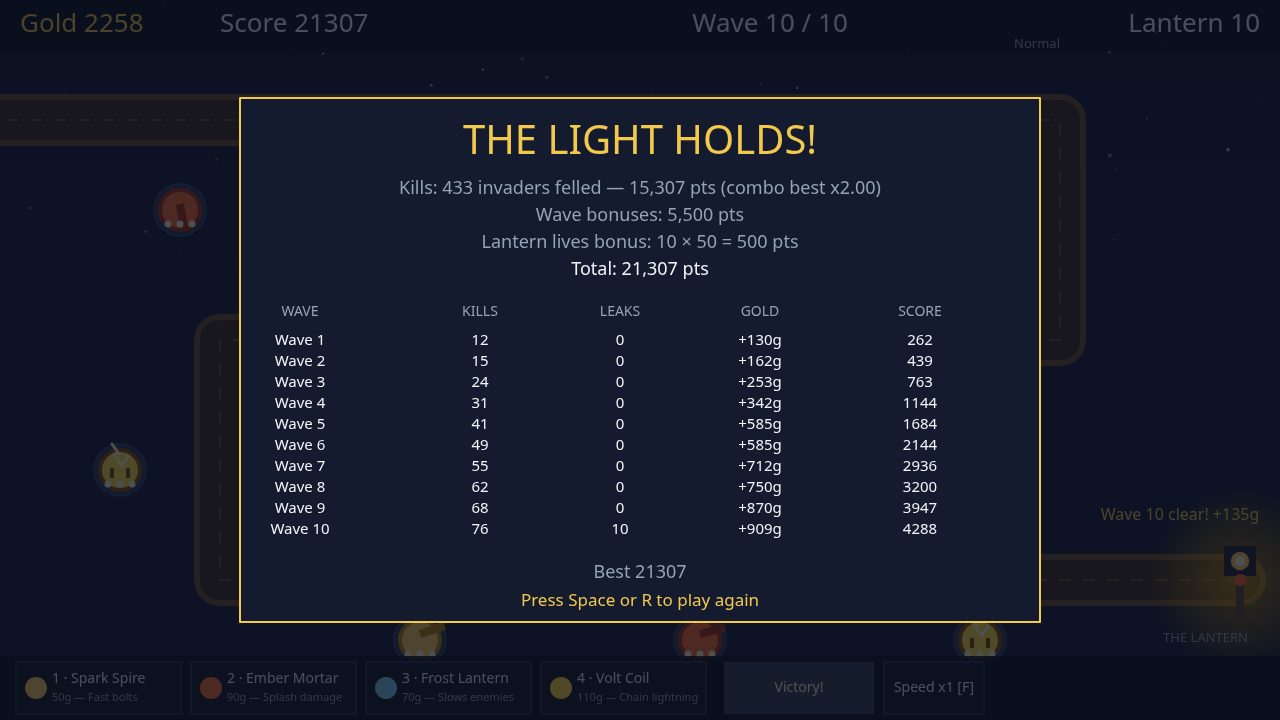 Gold 2258 Score 21307 Wave 10 / 10 Lantern 10
Normal
THE LIGHT HOLDS!
Kills: 433 invaders felled — 15,307 pts (combo best x2.00)
Wave bonuses: 5,500 pts
Lantern lives bonus: 10 × 50 = 500 pts
Total: 21,307 pts
WAVE KILLS LEAKS GOLD SCORE
Wave 1 12 0 +130g 262
Wave 2 15 0 +162g 439
Wave 3 24 0 +253g 763
Wave 4 31 0 +342g 1144
Wave 5 41 0 +585g 1684
Wave 6 49 0 +585g 2144
Wave 7 55 0 +712g 2936
Wave 8 62 0 +750g 3200
Wave 9 68 0 +870g 3947
Wave 10 76 10 +909g 4288
Wave 10 clear! +135g
Best 21307
Press Space or R to play again
THE LANTERN
1 · Spark Spire
50g — Fast bolts
2 · Ember Mortar
90g — Splash damage
3 · Frost Lantern
70g — Slows enemies
4 · Volt Coil
110g — Chain lightning
Victory!
Speed x1 [F]